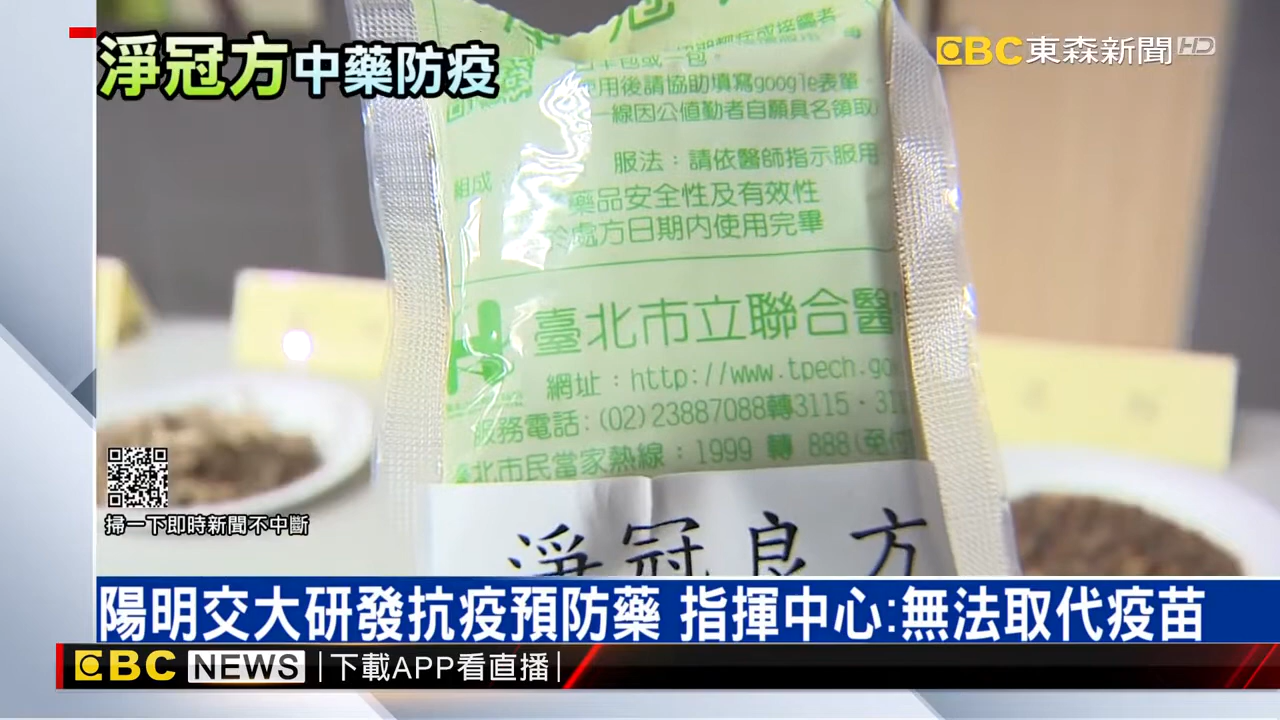 淨冠方 中藥防疫
EBC 東森新聞 HD
使用後請協助填寫google表單
一線因公值勤者自願具名領取)
服法：請依醫師指示服用
組成
藥品安全性及有效性
處方日期內使用完畢
臺北市立聯合醫
網址：http://www.tpech.go
服務電話：(02)23887088轉3115、31
北市民當家熱線：1999 轉 888(免付
淨冠良方
掃一下即時新聞不中斷
陽明交大研發抗疫預防藥 指揮中心:無法取代疫苗
EBC NEWS 下載APP看直播